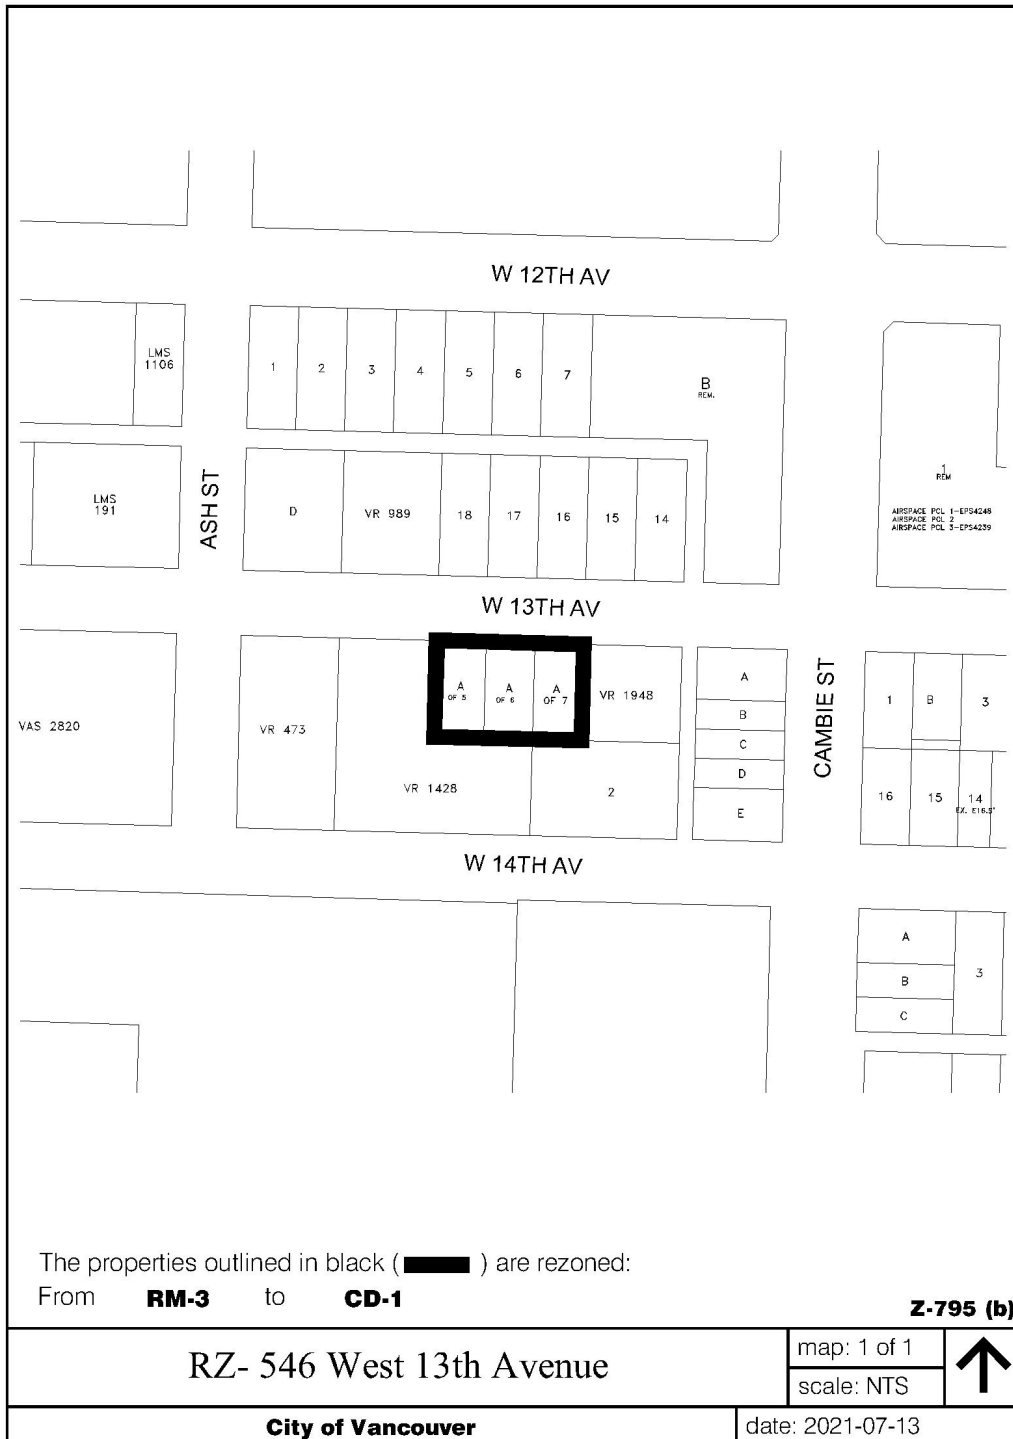 W 12TH AV
LMS
1106
1
2
3
4
5
6
7
B
REM.
1
REM
AIRSPACE PCL 1-EPS4248
AIRSPACE PCL 2
AIRSPACE PCL 3-EPS4239
LMS
191
ASH ST
D
VR 989
18
17
16
15
14
W 13TH AV
VAS 2820
VR 473
A
OF 5
A
OF 6
A
OF 7
VR 1948
VR 1428
2
A
B
C
D
E
CAMBIE ST
1
B
3
16
15
14
EX. E16.5'
W 14TH AV
A
B
C
3
The properties outlined in black ( ) are rezoned:
From RM-3 to CD-1
Z-795 (b)
RZ- 546 West 13th Avenue
map: 1 of 1
scale: NTS
City of Vancouver
date: 2021-07-13